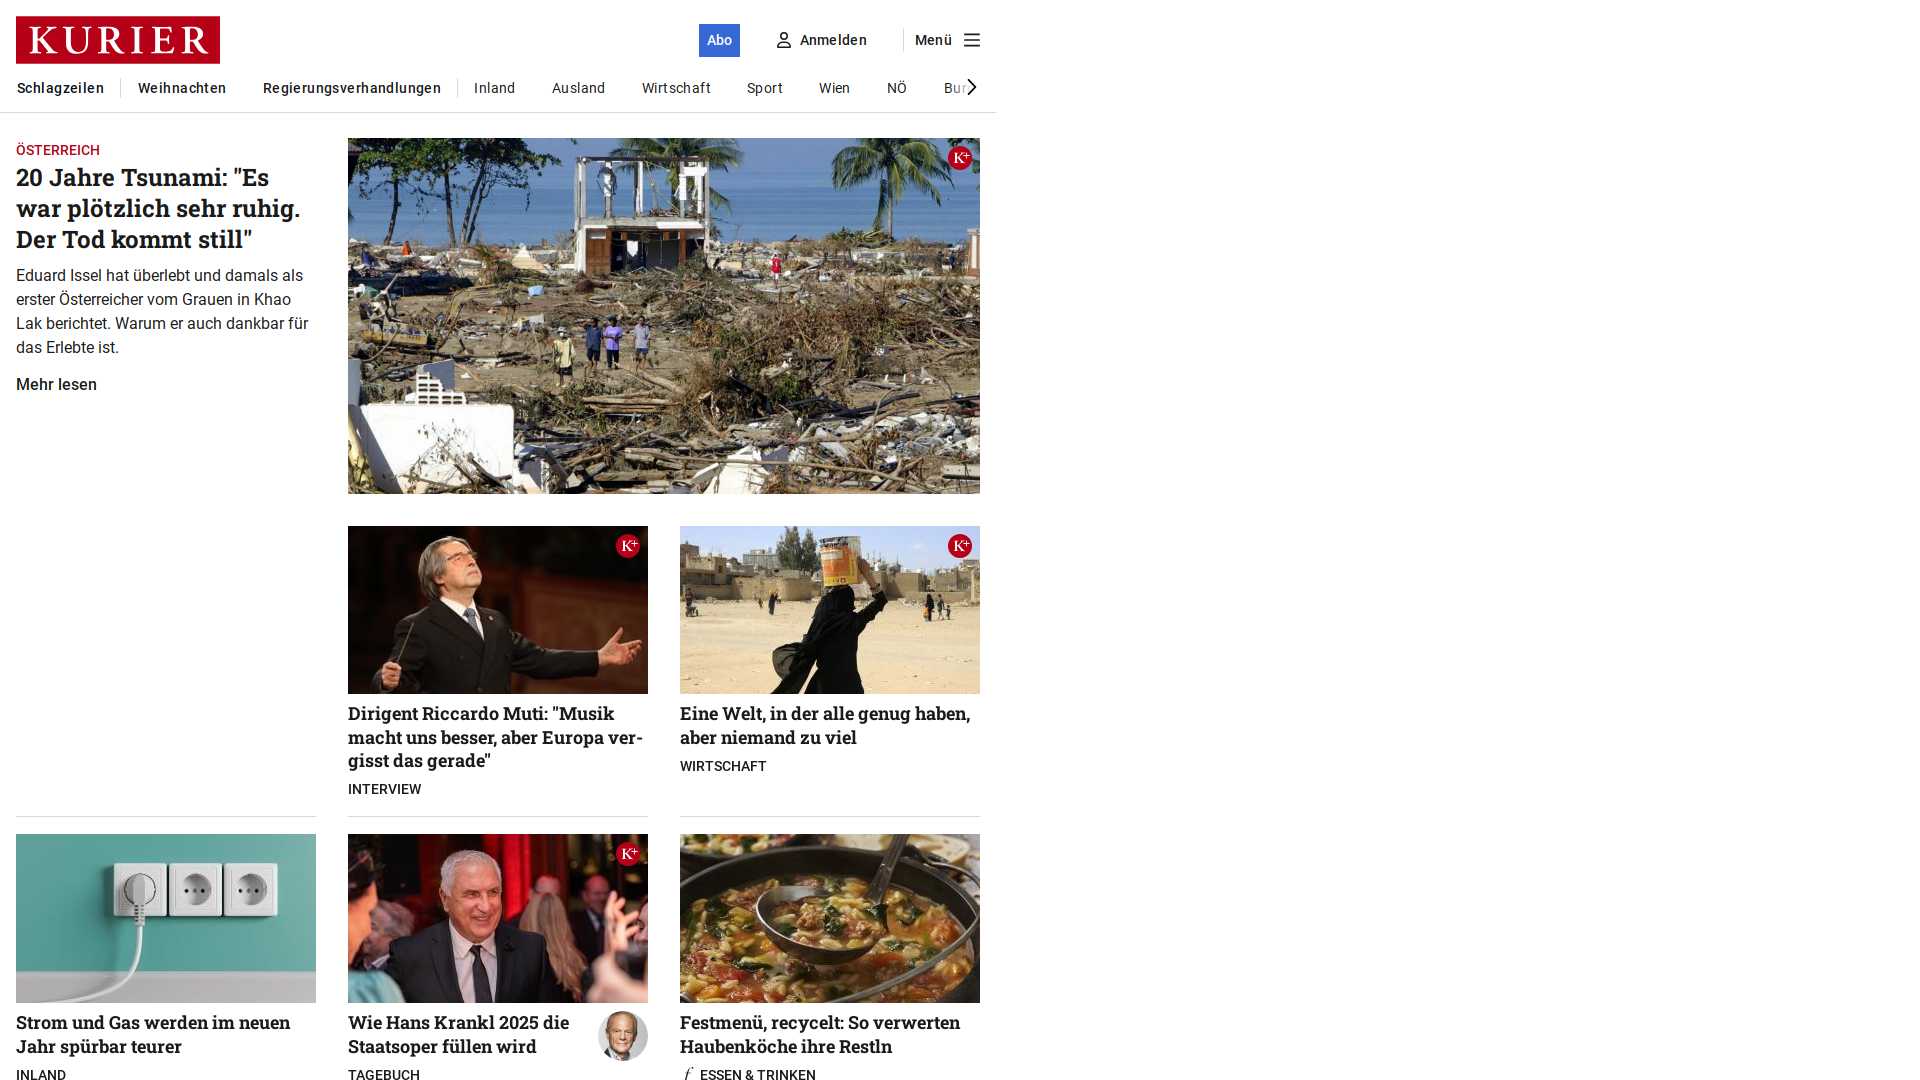 KURIER
Abo
Anmelden
Menü
Schlagzeilen
Weihnachten
Regierungsverhandlungen
Inland
Ausland
Wirtschaft
Sport
Wien
NÖ
Bur
ÖSTERREICH
20 Jahre Tsunami: "Es
war plötzlich sehr ruhig.
Der Tod kommt still"
Eduard Issel hat überlebt und damals als
erster Österreicher vom Grauen in Khao
Lak berichtet. Warum er auch dankbar für
das Erlebte ist.
Mehr lesen
K+
K+
K+
Dirigent Riccardo Muti: "Musik
macht uns besser, aber Europa ver-
gisst das gerade"
INTERVIEW
Eine Welt, in der alle genug haben,
aber niemand zu viel
WIRTSCHAFT
K+
Strom und Gas werden im neuen
Jahr spürbar teurer
INLAND
Wie Hans Krankl 2025 die
Staatsoper füllen wird
TAGEBUCH
Festmenü, recycelt: So verwerten
Haubenköche ihre Restln
f ESSEN & TRINKEN